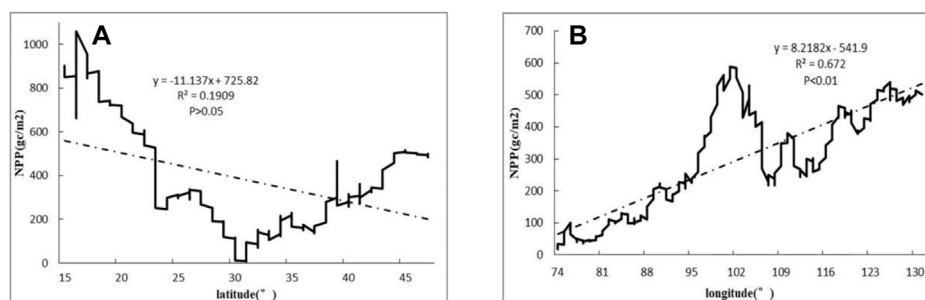 A
y = -11.137x + 725.82
R² = 0.1909
P>0.05
NPP(gc/m2)
1000
800
600
400
200
0
15 20 25 30 35 40 45
latitude(°)
B
y = 8.2182x - 541.9
R² = 0.672
P<0.01
NPP(gc/m2)
700
600
500
400
300
200
100
0
74 81 88 95 102 109 116 123 130
longitude(°)